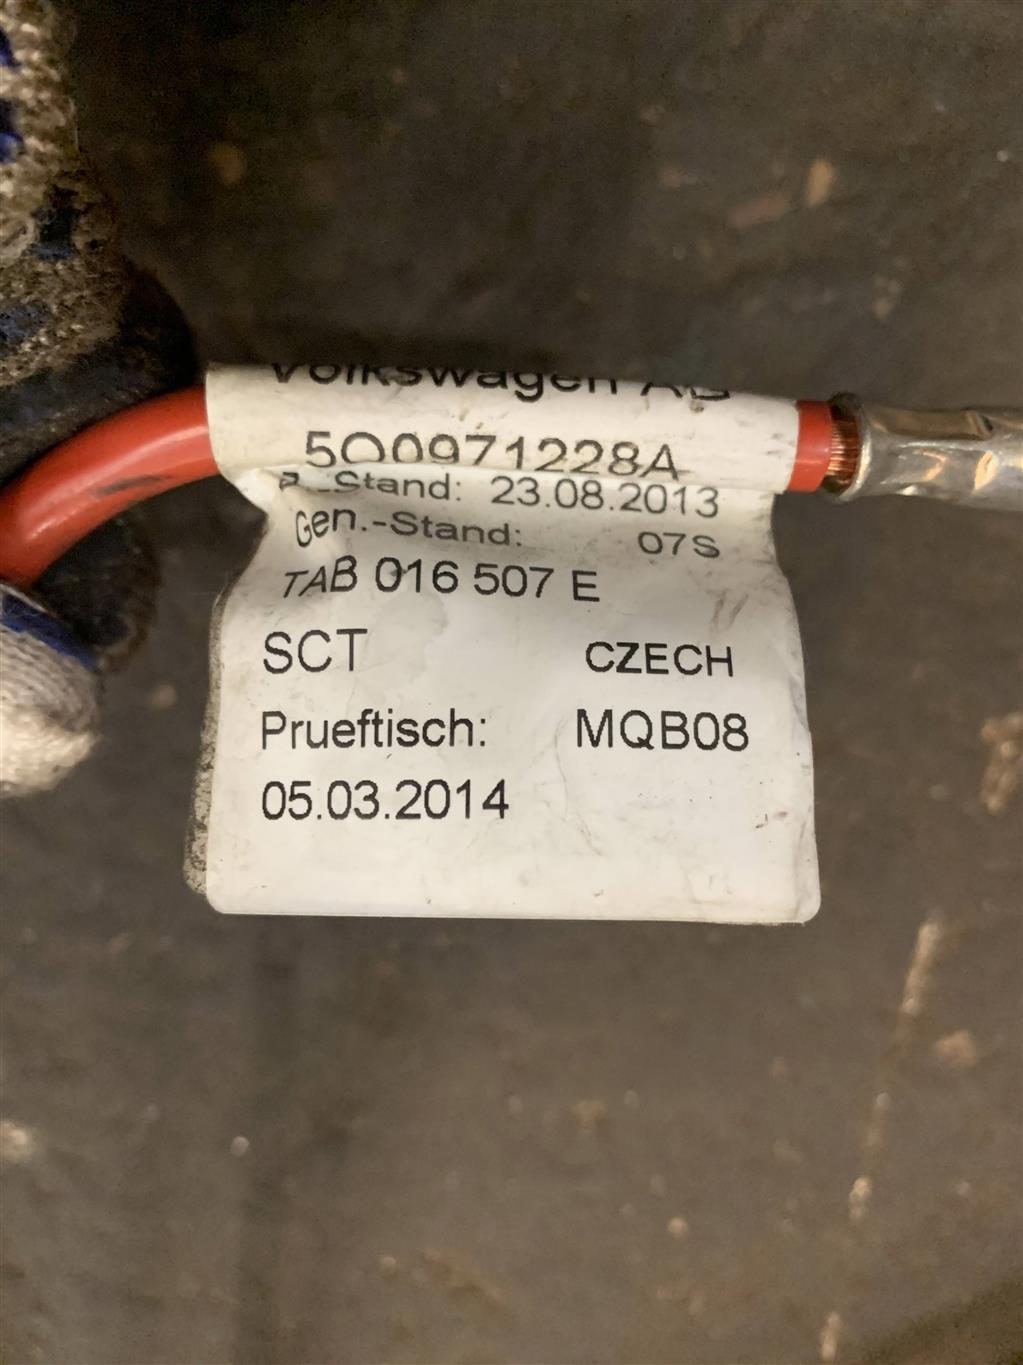 Volkswagen AG
5Q0971228A
Stand: 23.08.2013
Gen.-Stand: 07S
TAB 016 507 E
SCT CZECH
Prueftisch: MQB08
05.03.2014